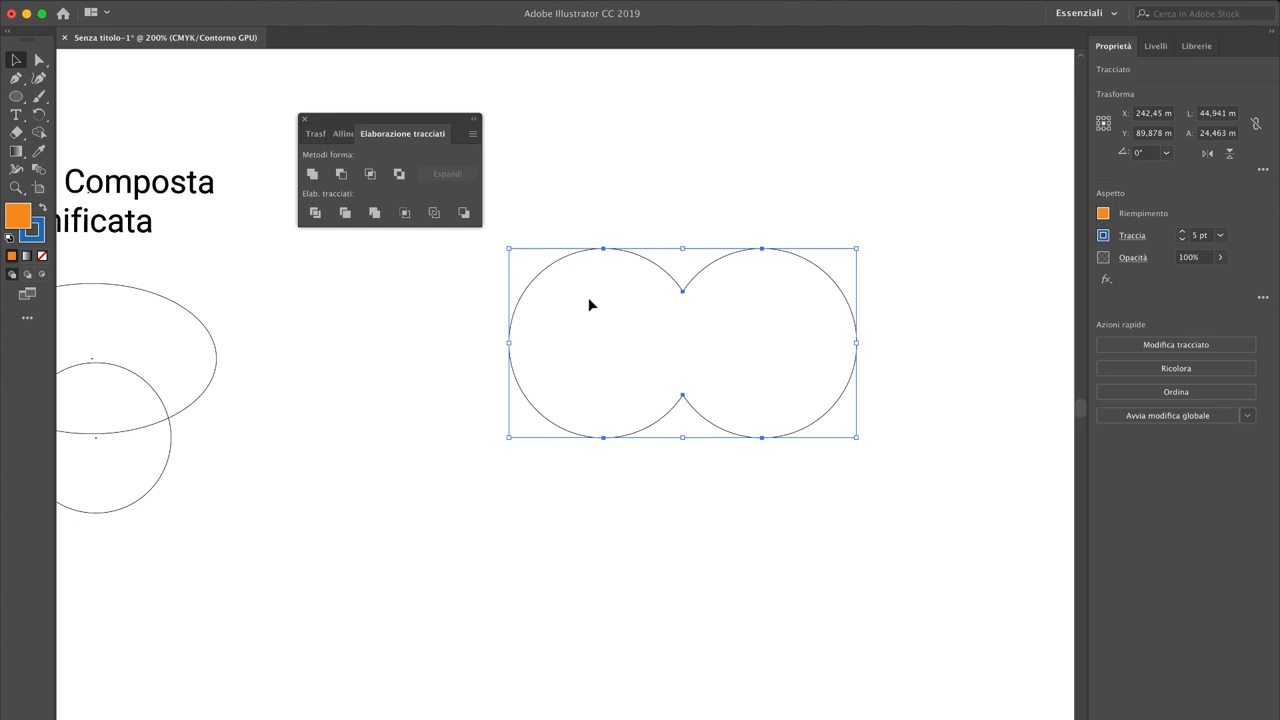 Adobe Illustrator CC 2019
Essenziali
Cerca in Adobe Stock
Senza titolo-1* @ 200% (CMYK/Contorno GPU)
Proprietà Livelli Librerie
Tracciato
Trasforma
X: 242,45 m L: 44,941 m
Y: 89,878 m A: 24,463 m
0°
Aspetto
Riempimento
Traccia 5 pt
Opacità 100%
fx.
Azioni rapide
Modifica tracciato
Ricolora
Ordina
Avvia modifica globale
Trasf Alline Elaborazione tracciati
Metodi forma:
Espandi
Elab. tracciati:
Composta
nificata